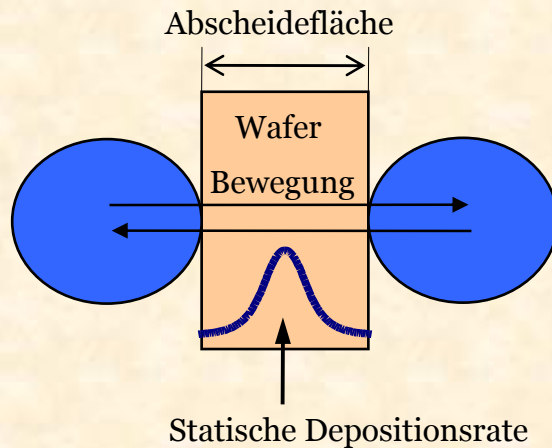 Abscheidefläche
Wafer
Bewegung
Statische Depositionsrate